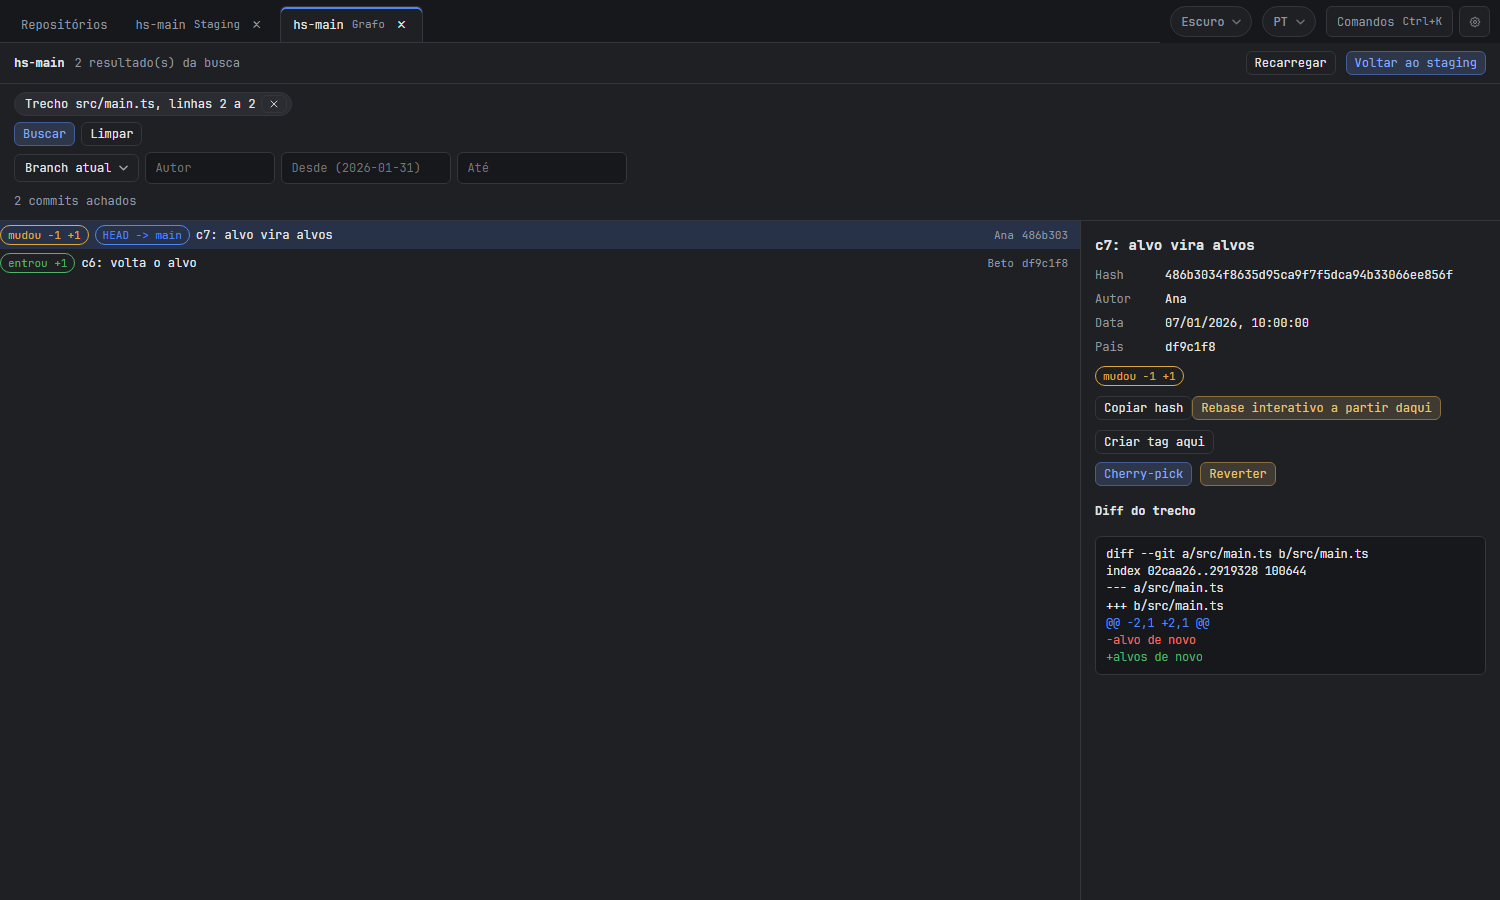 Repositórios hs-main Staging × hs-main Grafo × Escuro PT Comandos Ctrl+K
hs-main 2 resultado(s) da busca Recarregar Voltar ao staging
Trecho src/main.ts, linhas 2 a 2 ×
Buscar Limpar
Branch atual Autor Desde (2026-01-31) Até
2 commits achados
mudou -1 +1 HEAD -> main c7: alvo vira alvos Ana 486b303
entrou +1 c6: volta o alvo Beto df9c1f8
c7: alvo vira alvos
Hash 486b3034f8635d95ca9f7f5dca94b33066ee856f
Autor Ana
Data 07/01/2026, 10:00:00
Pais df9c1f8
mudou -1 +1
Copiar hash Rebase interativo a partir daqui
Criar tag aqui
Cherry-pick Reverter
Diff do trecho
diff --git a/src/main.ts b/src/main.ts
index 02caa26..2919328 100644
--- a/src/main.ts
+++ b/src/main.ts
@@ -2,1 +2,1 @@
-alvo de novo
+alvos de novo